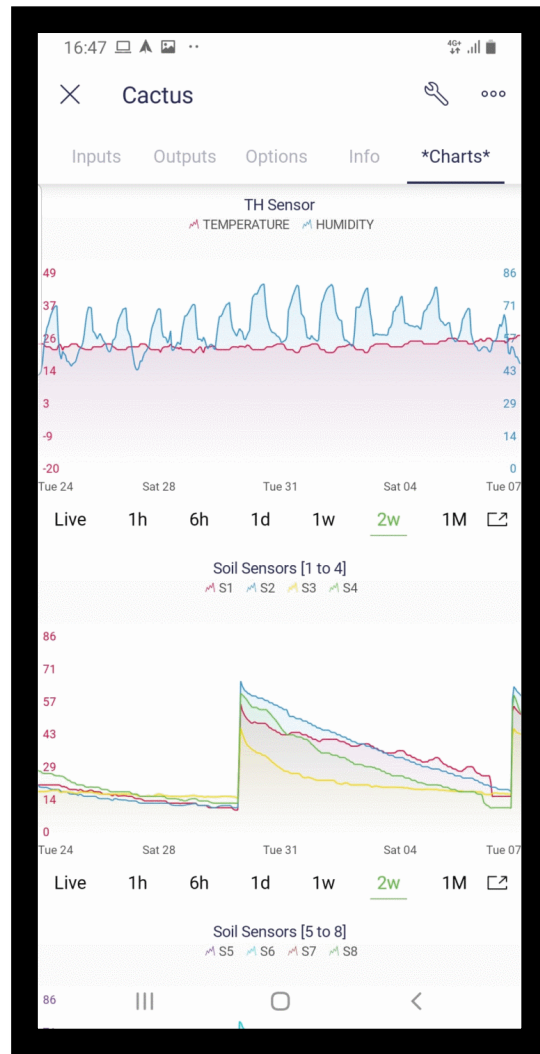 16:47
4G+
Cactus
Inputs Outputs Options Info *Charts*
TH Sensor
TEMPERATURE HUMIDITY
49 86
37 71
26 57
14 43
3 29
-9 14
-20 0
Tue 24 Sat 28 Tue 31 Sat 04 Tue 07
Live 1h 6h 1d 1w 2w 1M
Soil Sensors [1 to 4]
S1 S2 S3 S4
86
71
57
43
29
14
0
Tue 24 Sat 28 Tue 31 Sat 04 Tue 07
Live 1h 6h 1d 1w 2w 1M
Soil Sensors [5 to 8]
S5 S6 S7 S8
86